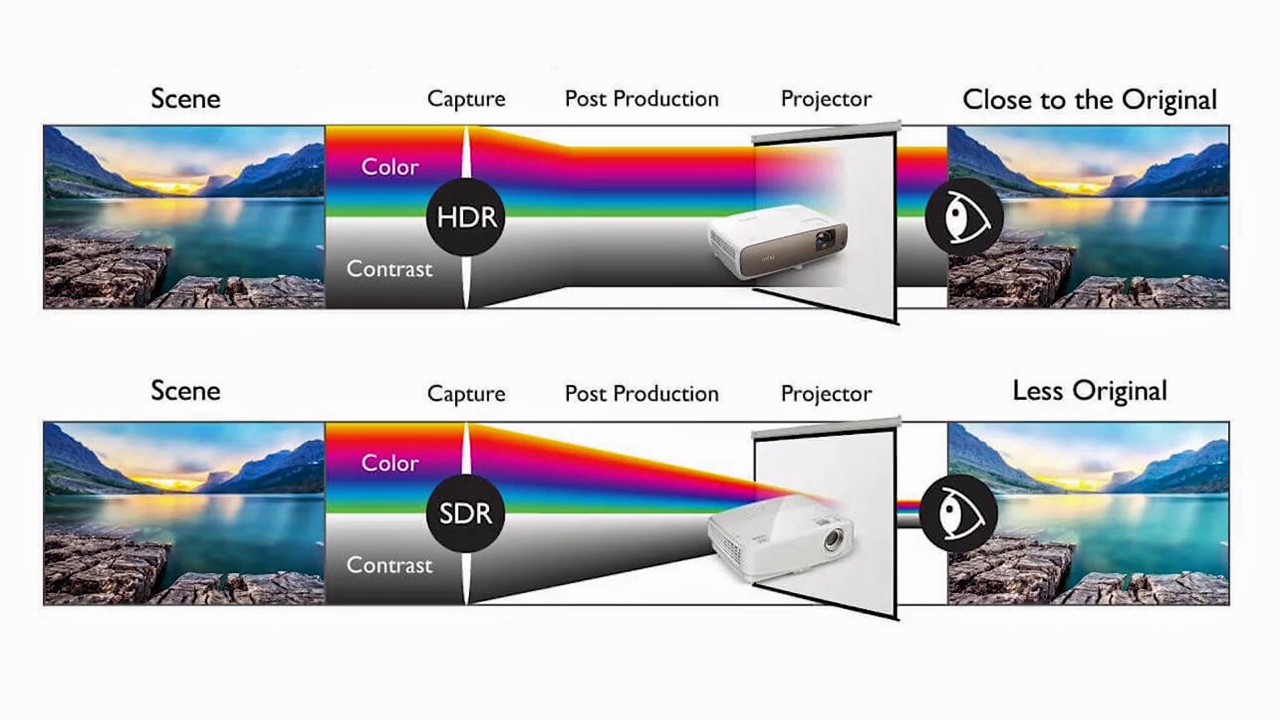 Scene
Capture
Post Production
Projector
Close to the Original
Color
HDR
Contrast
Scene
Capture
Post Production
Projector
Less Original
Color
SDR
Contrast